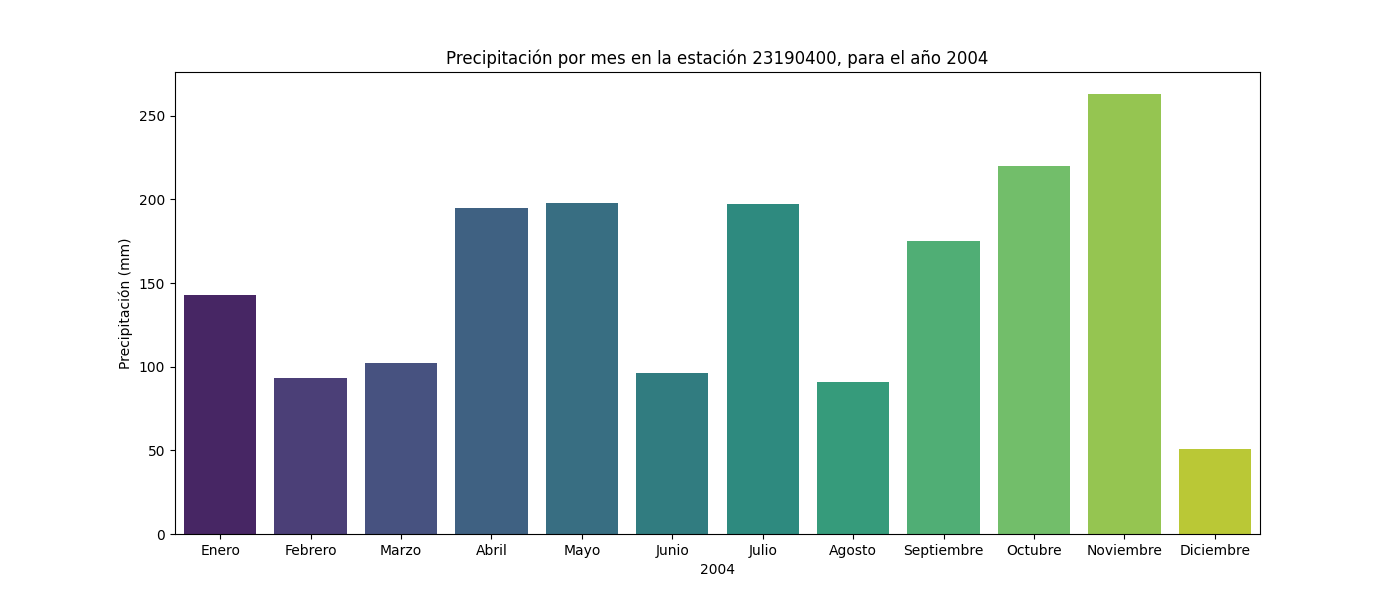 Precipitación por mes en la estación 23190400, para el año 2004
Precipitación (mm)
250
200
150
100
50
0
Enero Febrero Marzo Abril Mayo Junio Julio Agosto Septiembre Octubre Noviembre Diciembre
2004